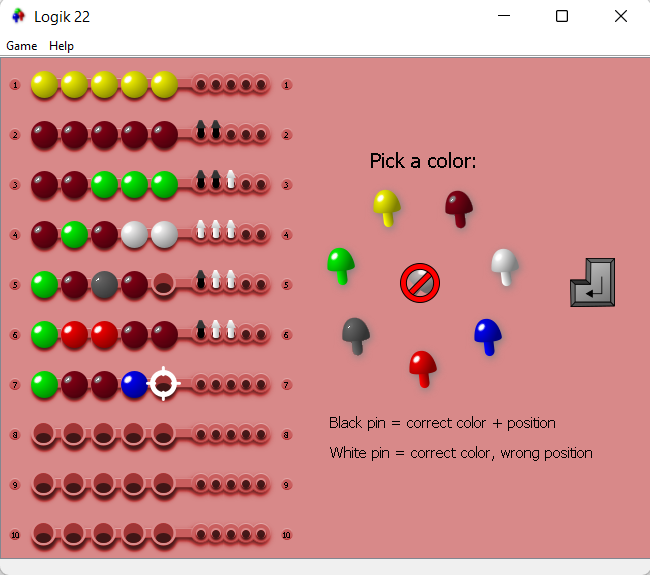 Logik 22
Game Help
1 1
2 2
3 3
4 4
5 5
6 6
7 7
8 8
9 9
10 10
Pick a color:
Black pin = correct color + position
White pin = correct color, wrong position